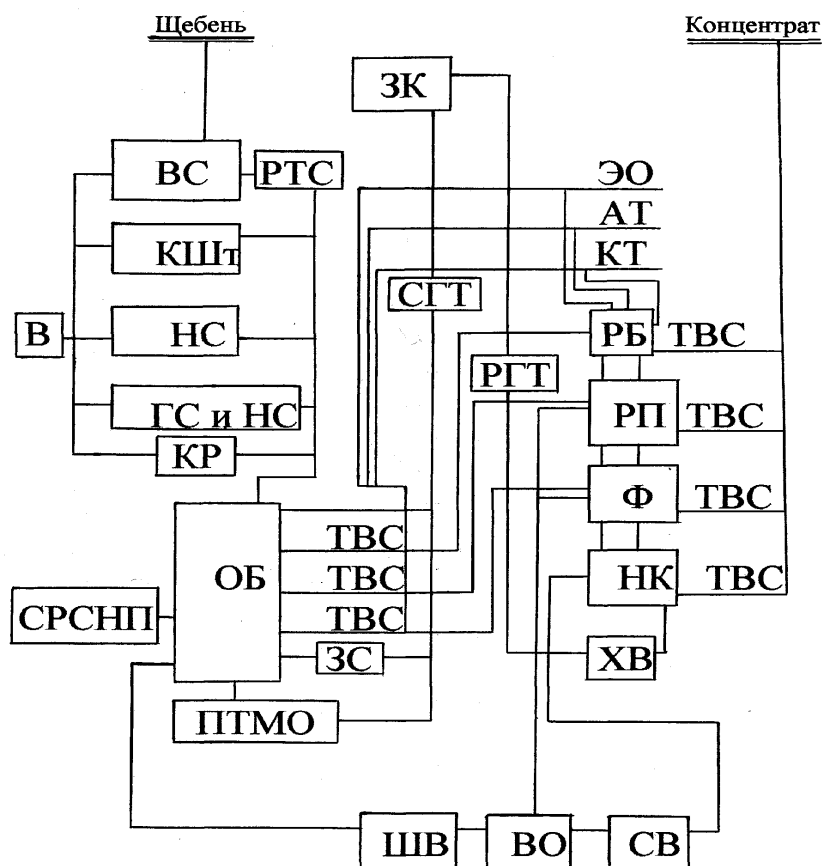 Щебень
Концентрат
ЗК
ВС
РТС
ЭО
АТ
КШт
КТ
СГТ
В
НС
РБ
ТВС
РГТ
ГС и НС
РП
ТВС
КР
Ф
ТВС
ТВС
ОБ
ТВС
НК
ТВС
СРСНП
ТВС
ЗС
ХВ
ПТМО
ШВ
ВО
СВ